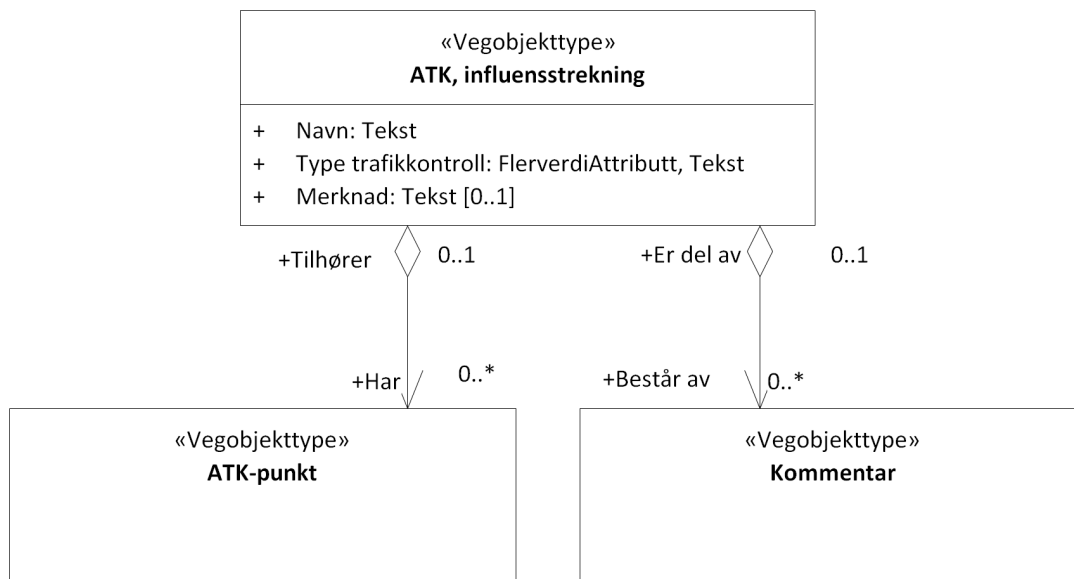 «Vegobjekttype»
ATK, influensstrekning
+ Navn: Tekst
+ Type trafikkontroll: FlerverdiAttributt, Tekst
+ Merknad: Tekst [0..1]
+Tilhører
0..1
+Er del av
0..1
+Har
0..*
+Består av
0..*
«Vegobjekttype»
ATK-punkt
«Vegobjekttype»
Kommentar